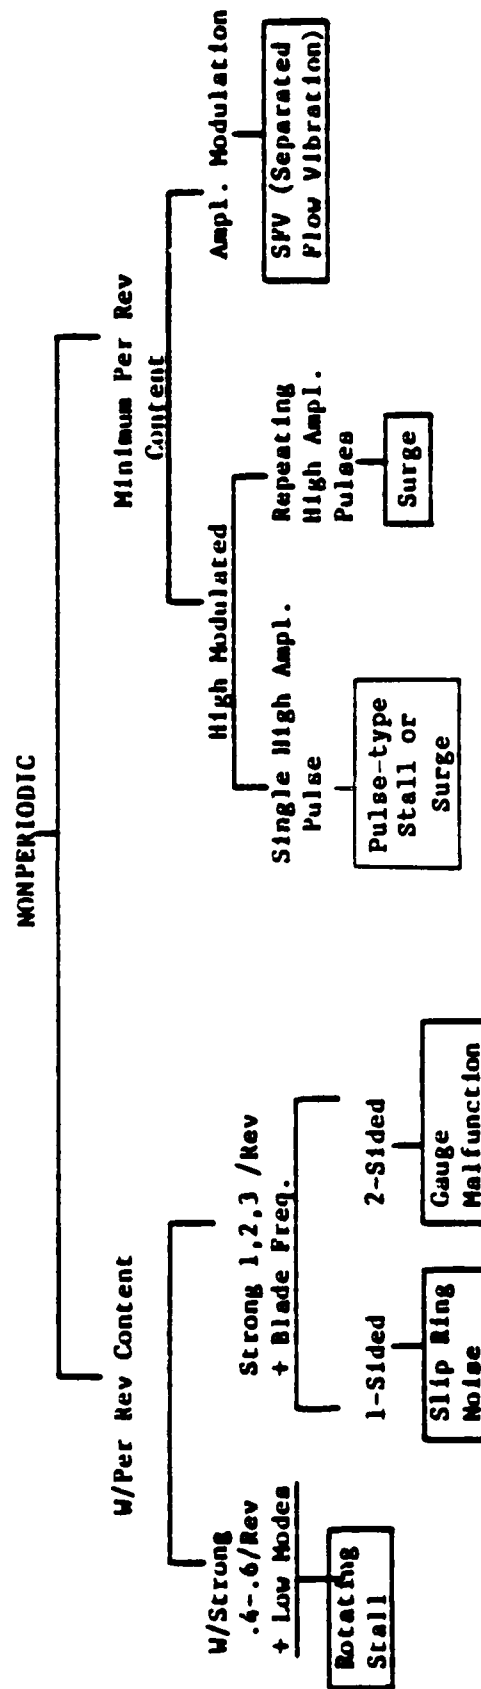 NONPERIODIC
W/Per Rev Content
Minimum Per Rev
Content
W/Strong
.4-.6/Rev
+ Low Modes
Strong 1,2,3 /Rev
+ Blade Freq.
High Modulated
Ampl. Modulation
Rotating
Stall
1-Sided
2-Sided
Single High Ampl.
Pulse
Repeating
High Ampl.
Pulses
SFV (Separated
Flow Vibration)
Slip Ring
Noise
Gauge
Malfunction
Pulse-type
Stall or
Surge
Surge